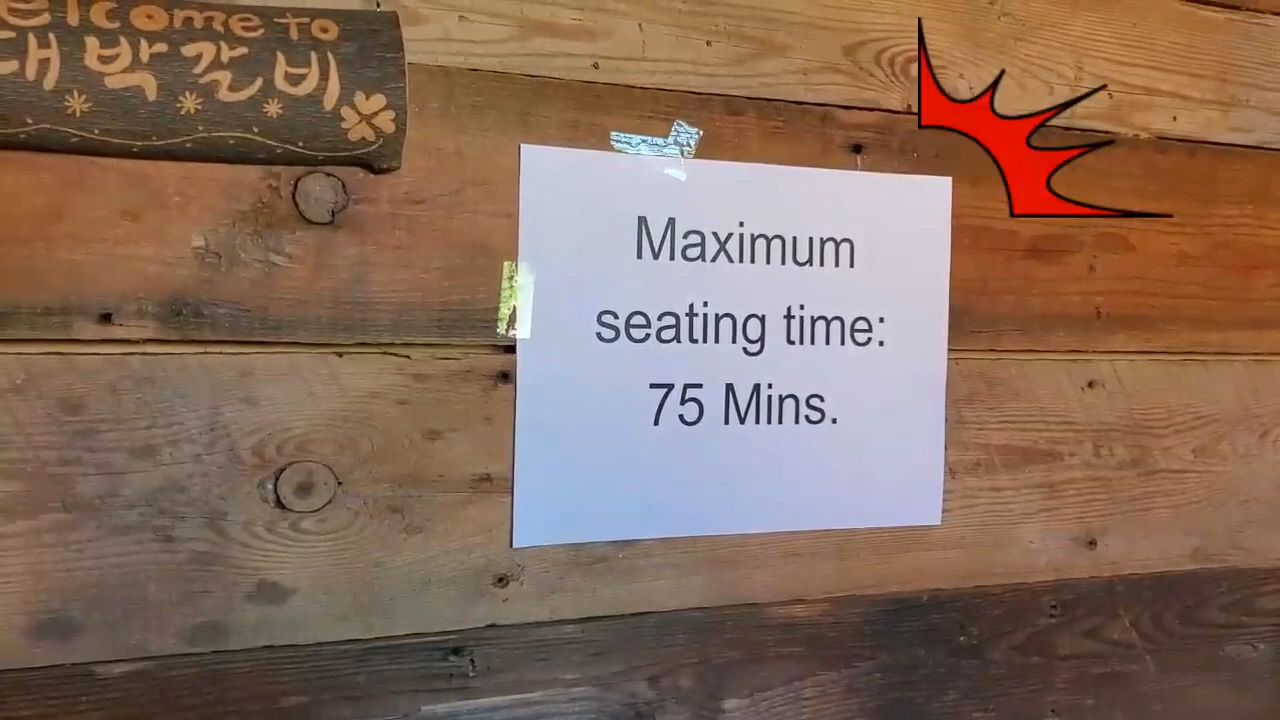 elcome to
대박갈비
Maximum
seating time:
75 Mins.